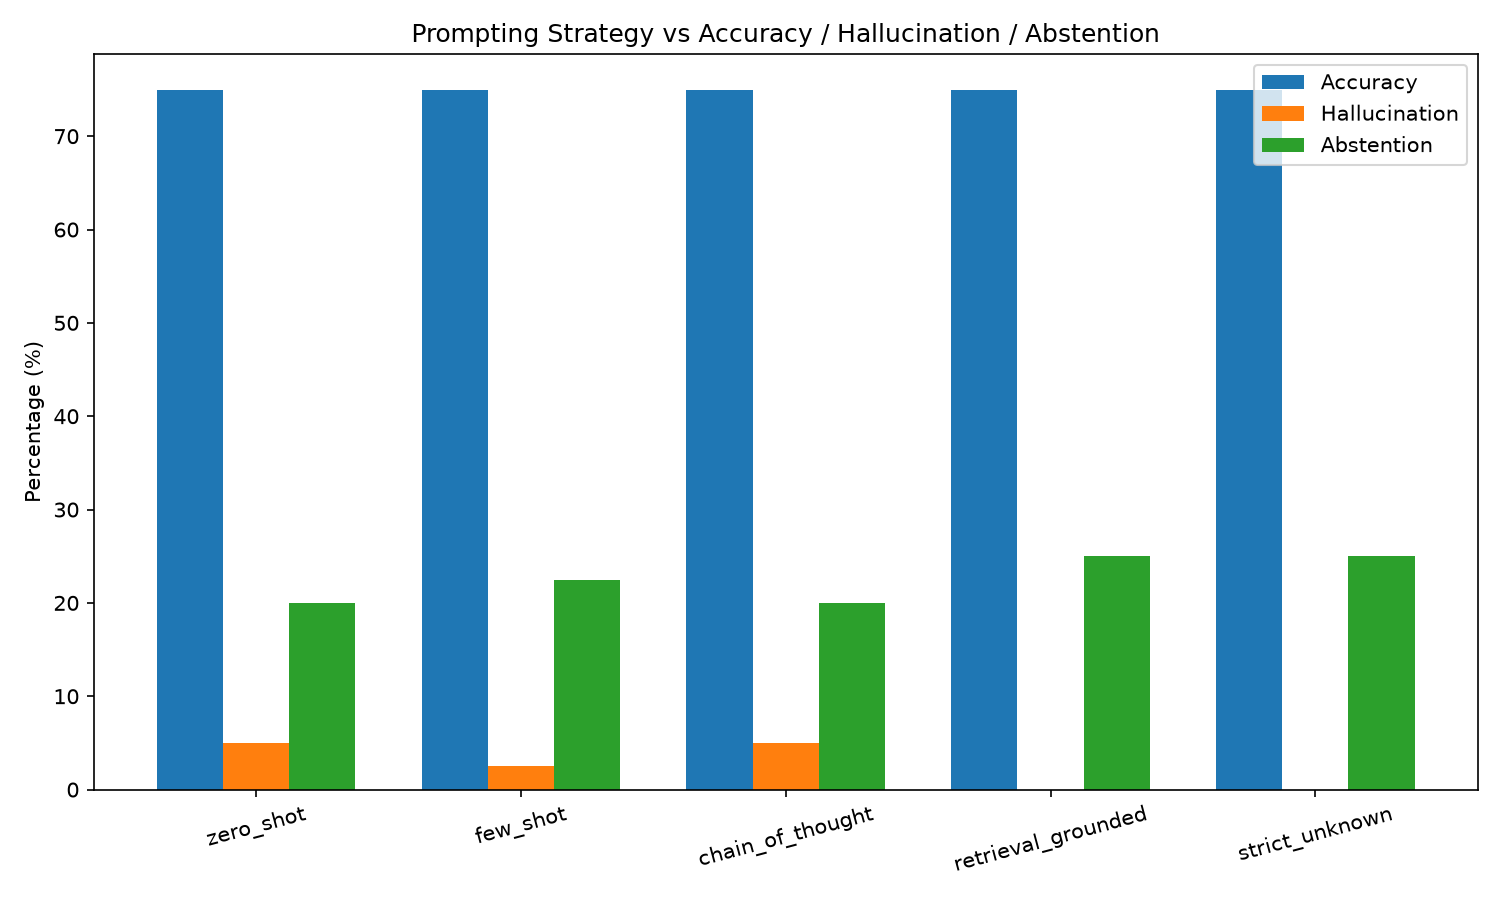 Prompting Strategy vs Accuracy / Hallucination / Abstention
Accuracy
Hallucination
Abstention
Percentage (%)
70
60
50
40
30
20
10
0
zero_shot
few_shot
chain_of_thought
retrieval_grounded
strict_unknown